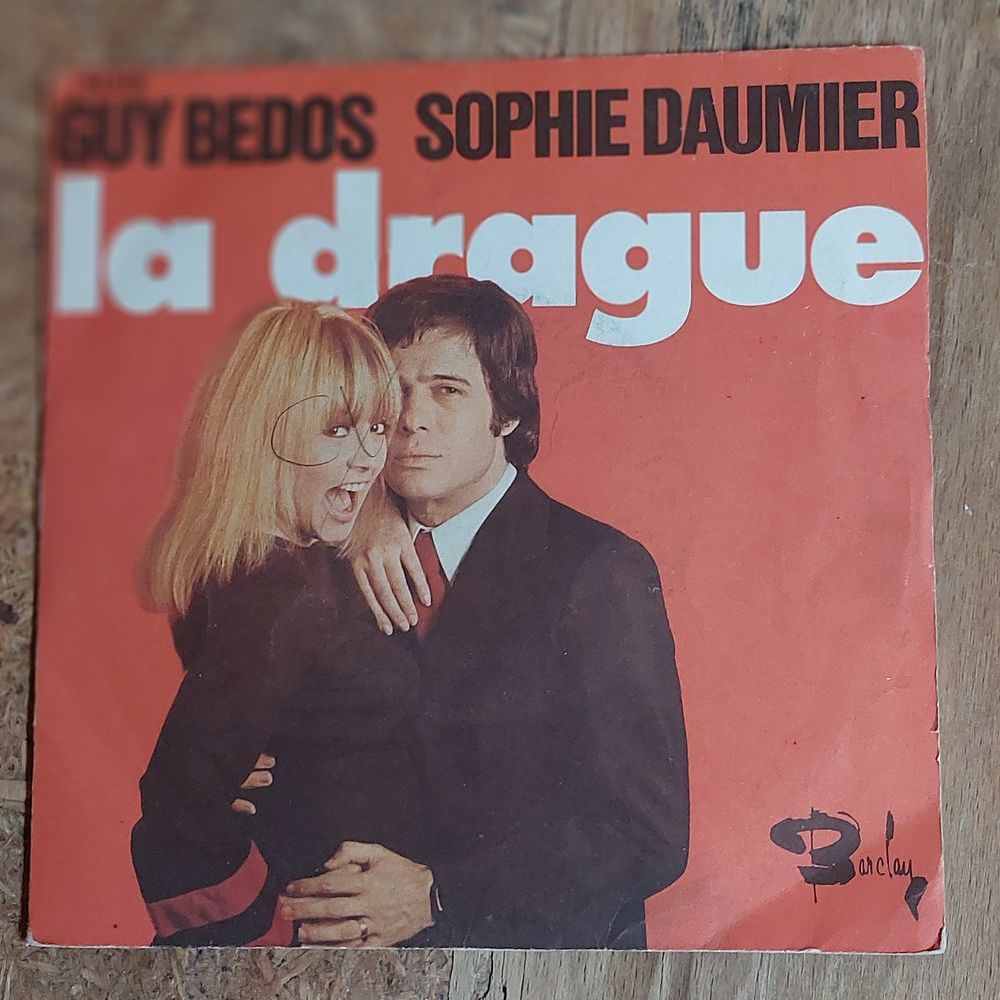 GUY BEDOS SOPHIE DAUMIER
la drague
Barclay